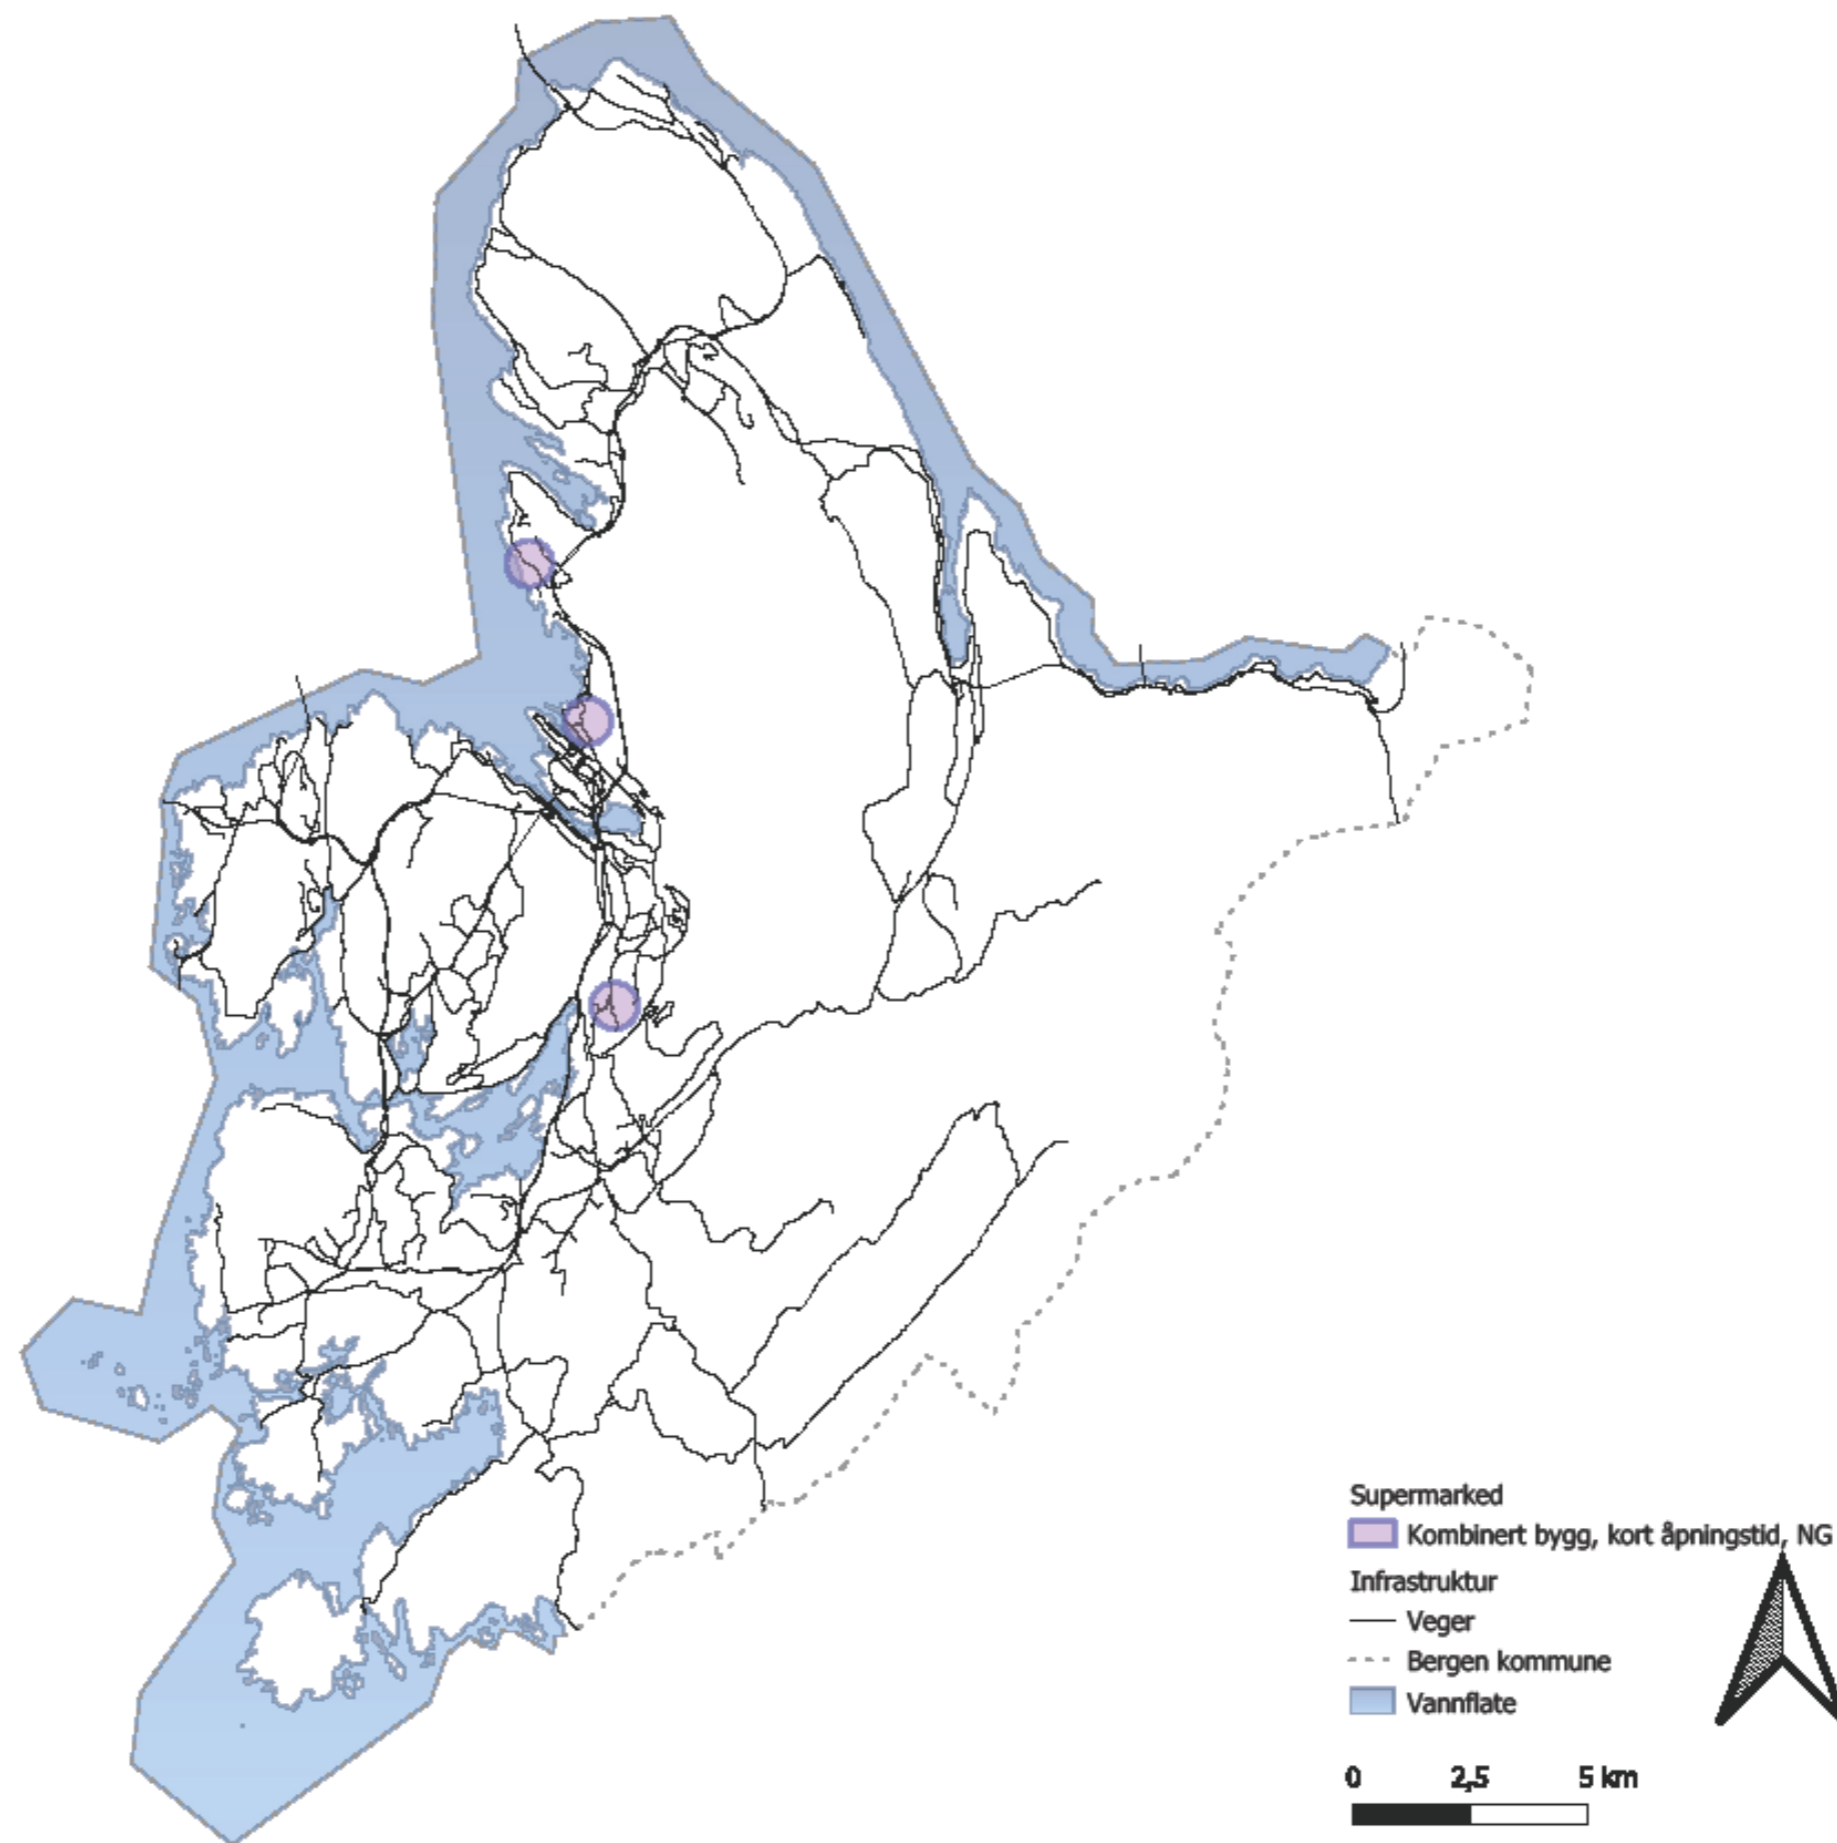 Supermarked
Kombinert bygg, kort åpningstid, NG
Infrastruktur
Veger
Bergen kommune
Vannflate
0 2,5 5 km